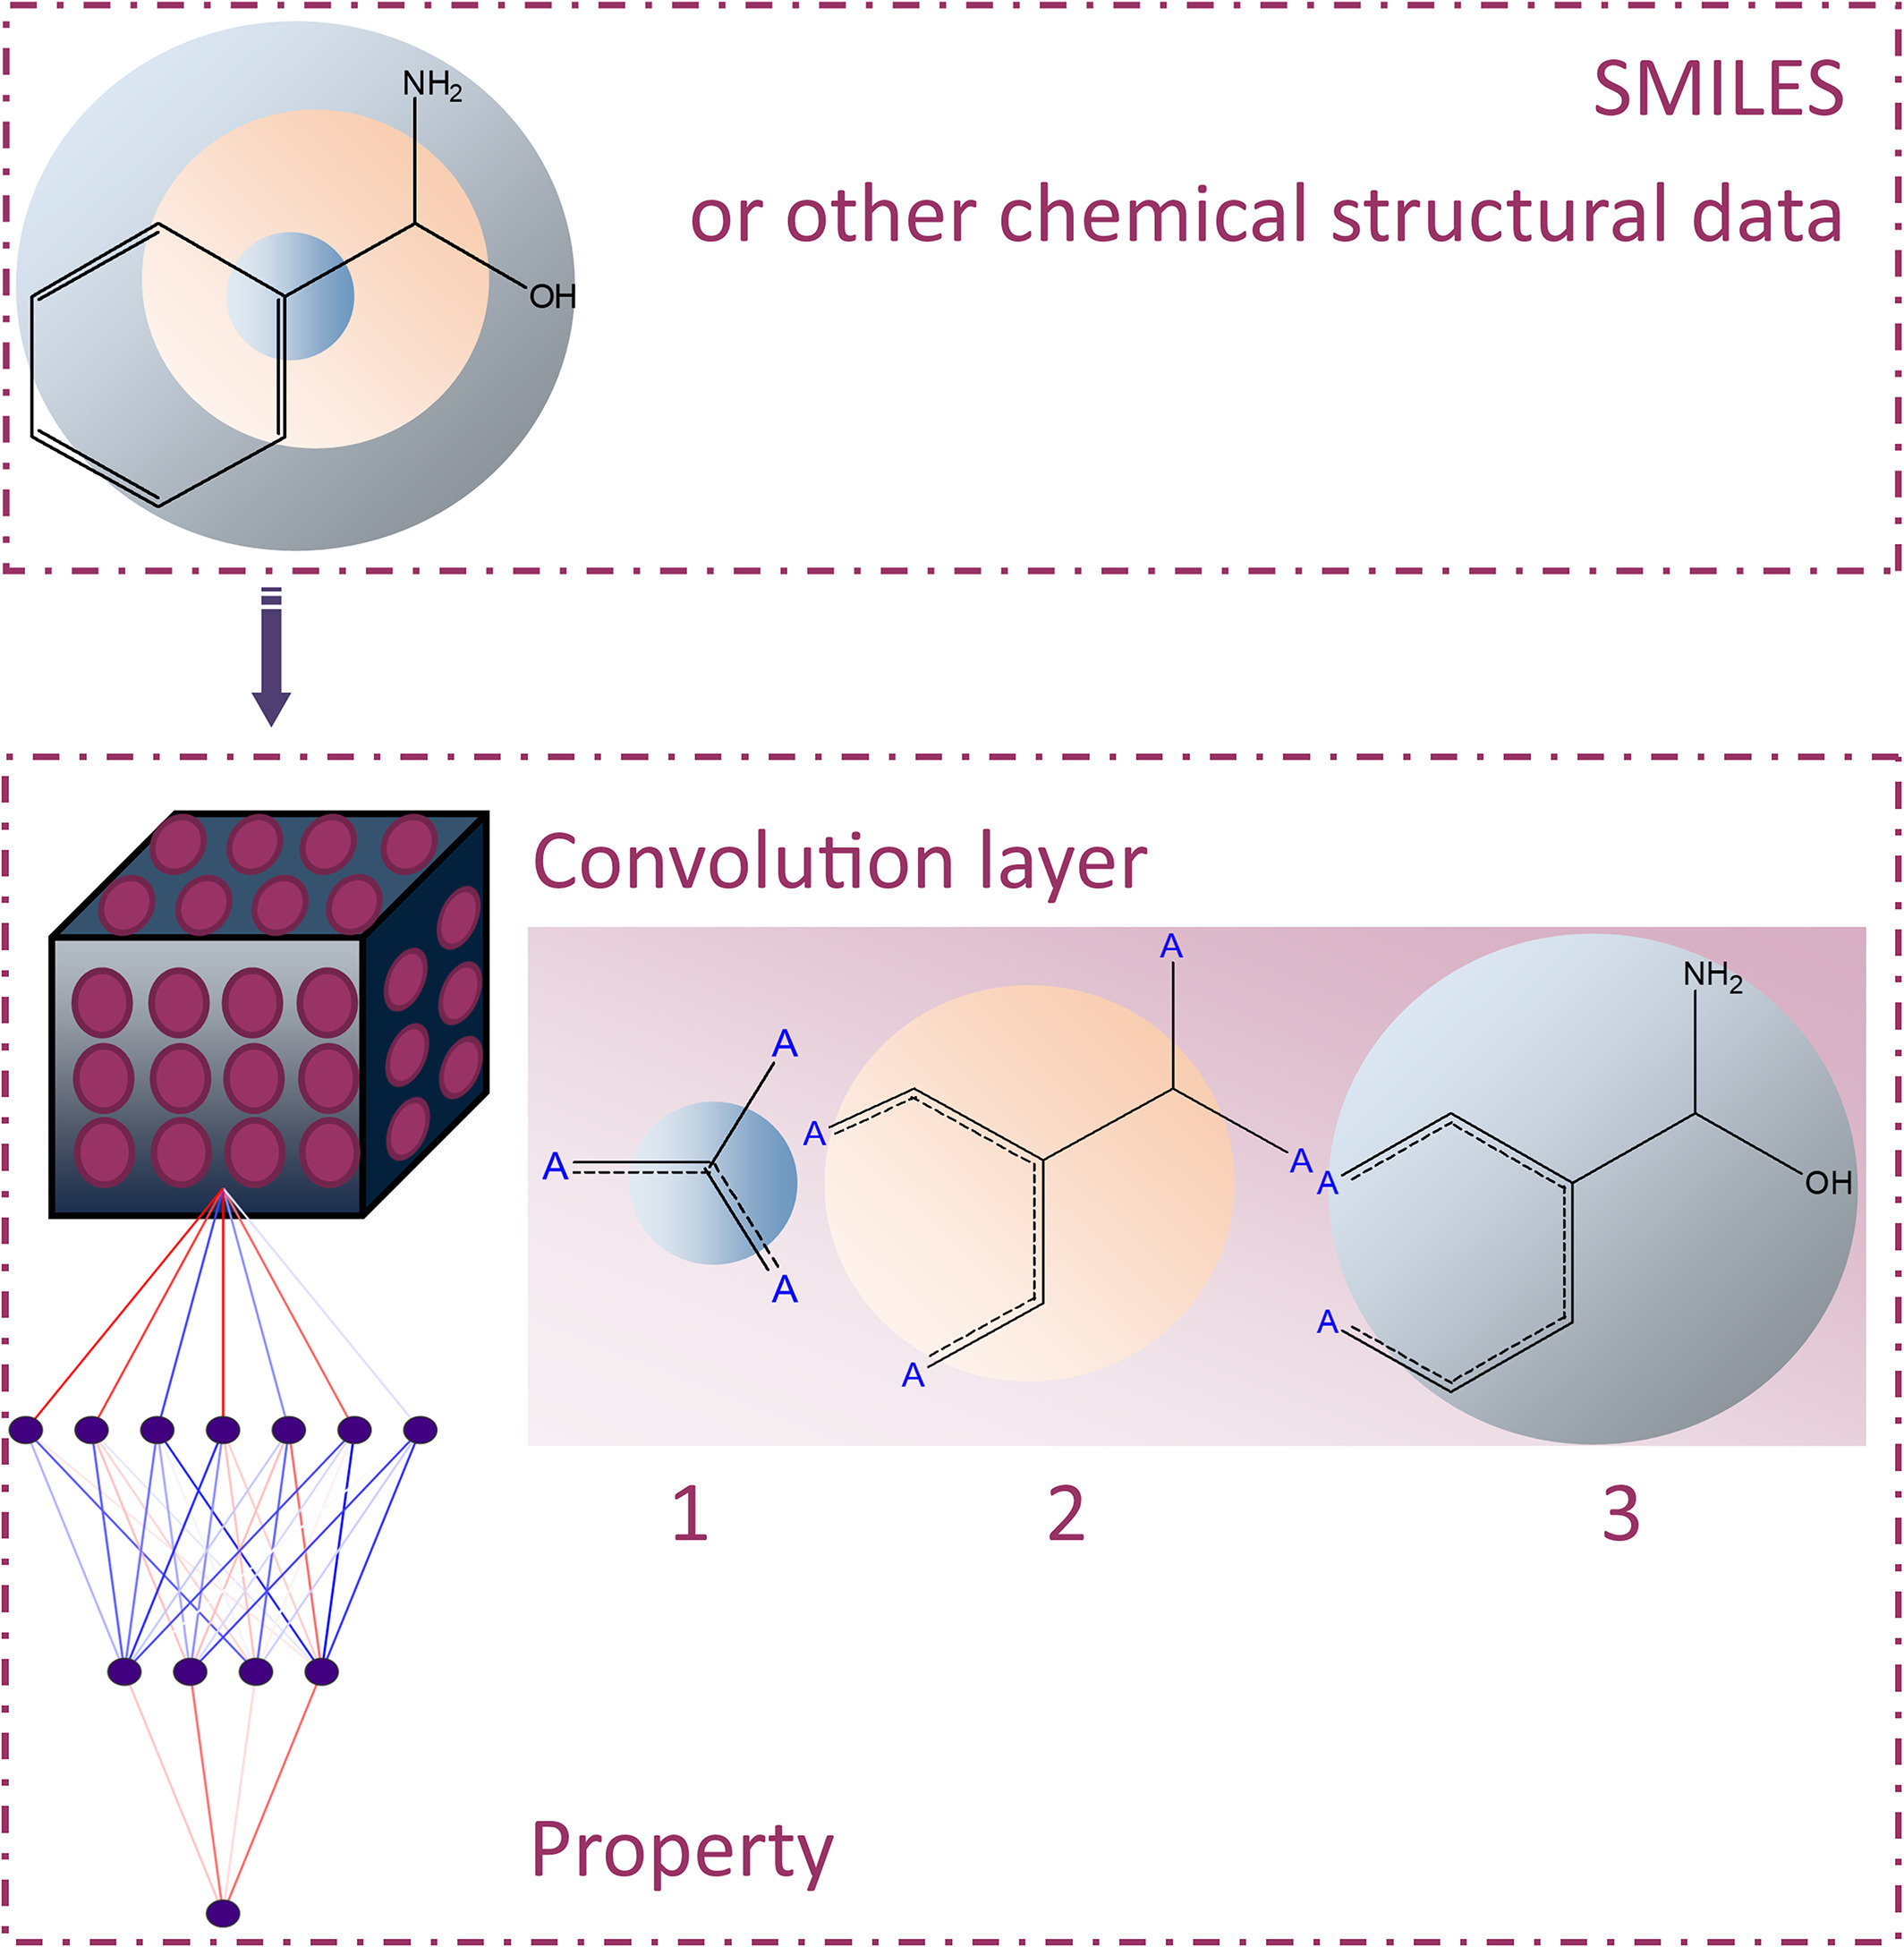 NH2
SMILES
or other chemical structural data
OH
Convolution layer
A
NH2
A
A
A
A
A
OH
A
A
A
1 2 3
Property